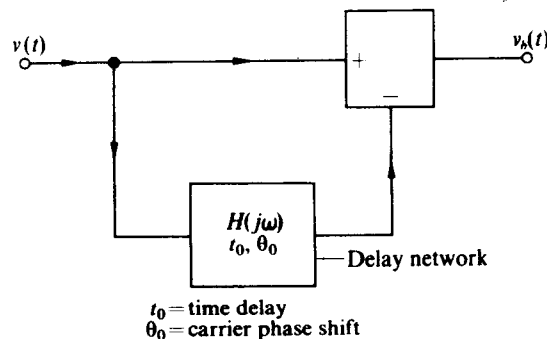 v(t)
v_b(t)
+
−
H(jω)
t₀, θ₀
Delay network
t₀ = time delay
θ₀ = carrier phase shift